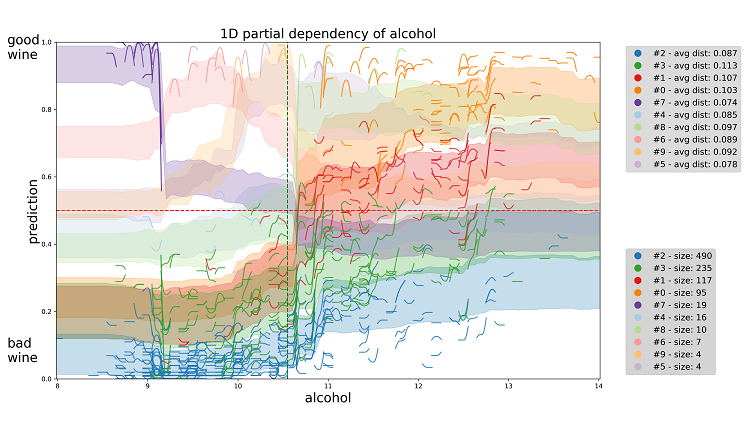 1D partial dependency of alcohol
good
wine
1.0
0.8
0.6
0.4
0.2
0.0
prediction
bad
wine
8
9
10
11
12
13
14
alcohol
#2 - avg dist: 0.087
#3 - avg dist: 0.113
#1 - avg dist: 0.107
#0 - avg dist: 0.103
#7 - avg dist: 0.074
#4 - avg dist: 0.085
#8 - avg dist: 0.097
#6 - avg dist: 0.089
#9 - avg dist: 0.092
#5 - avg dist: 0.078
#2 - size: 490
#3 - size: 235
#1 - size: 117
#0 - size: 95
#7 - size: 19
#4 - size: 16
#8 - size: 10
#6 - size: 7
#9 - size: 4
#5 - size: 4